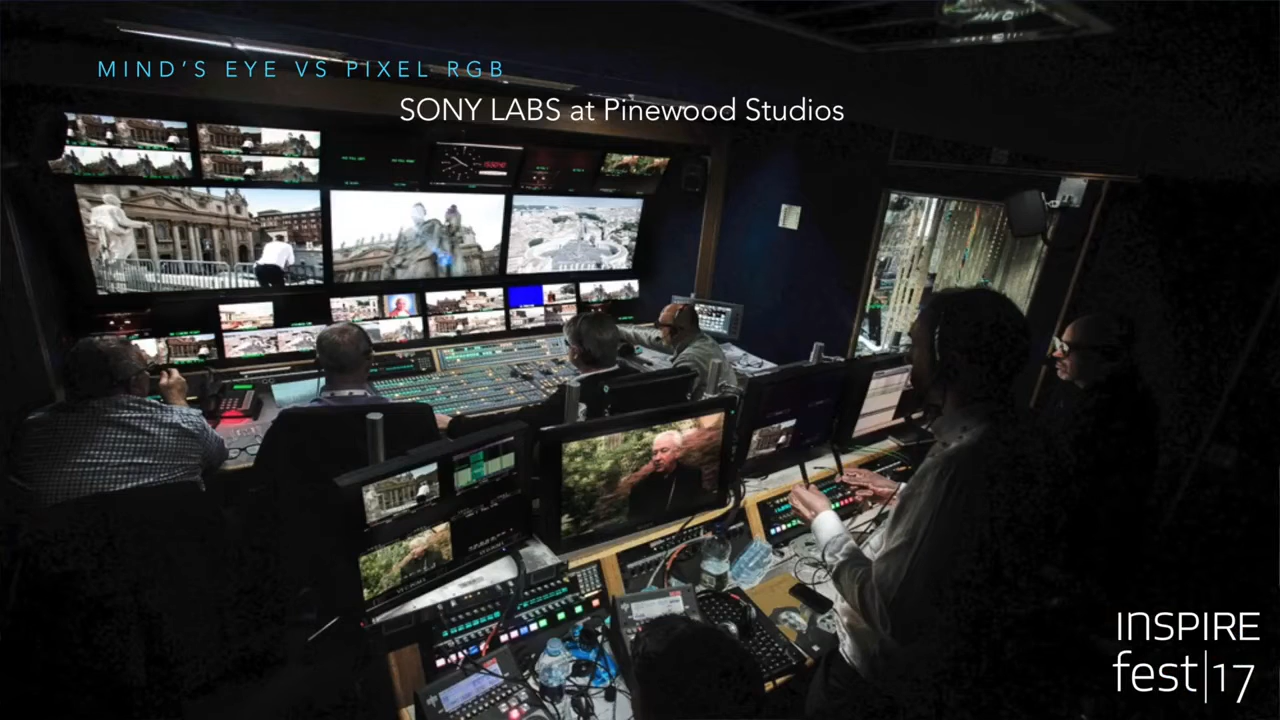 MIND'S EYE VS PIXEL RGB
SONY LABS at Pinewood Studios
INSPIRE
fest|17